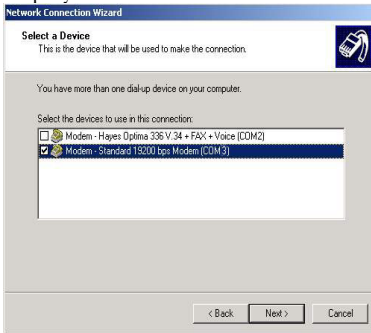 Network Connection Wizard
Select a Device
This is the device that will be used to make the connection.
You have more than one dial-up device on your computer.
Select the devices to use in this connection:
Modem - Hayes Optima 336 V.34 + FAX + Voice (COM2)
Modem - Standard 19200 bps Modem (COM3)
< Back
Next >
Cancel